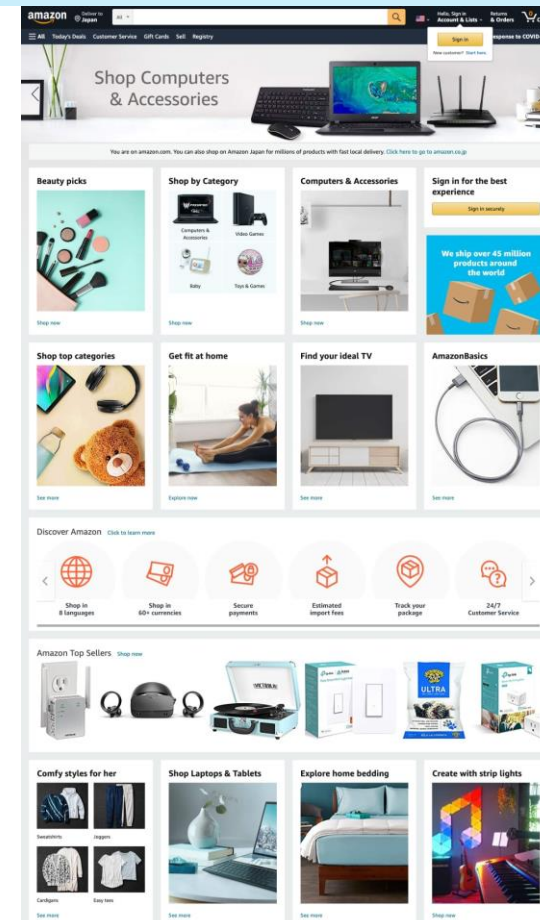 amazon
Deliver to
Japan
All
Hello, Sign in
Account & Lists
Returns
& Orders
All Today's Deals Customer Service Gift Cards Sell Registry
Sign in
New customer? Start here.
esponse to COVID
Shop Computers
& Accessories
You are on amazon.com. You can also shop on Amazon Japan for millions of products with fast local delivery. Click here to go to amazon.co.jp
Beauty picks
Shop now
Shop by Category
Computers &
Accessories
Video Games
Baby
Toys & Games
Shop now
Computers & Accessories
Shop now
Sign in for the best
experience
Sign in securely
We ship over 45 million
products around
the world
Shop top categories
See more
Get fit at home
Explore now
Find your ideal TV
See more
AmazonBasics
See more
Discover Amazon Click to learn more
Shop in
8 languages
Shop in
60+ currencies
Secure
payments
Estimated
import fees
Track your
package
24/7
Customer Service
Amazon Top Sellers Shop now
ULTRA
Comfy styles for her
Sweatshirts
Joggers
Cardigans
Easy tees
See more
Shop Laptops & Tablets
See more
Explore home bedding
See more
Create with strip lights
Shop now